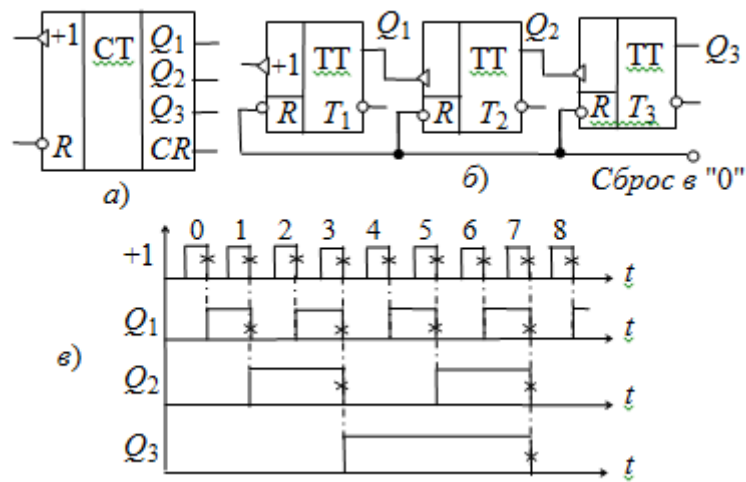 +1 CT Q1 Q2 Q3 CR R
а)
+1 TT R T1 Q1 TT R T2 Q2 TT R T3 Q3
б) Сброс в "0"
0 1 2 3 4 5 6 7 8
+1 t
Q1 t
в) Q2 t
Q3 t